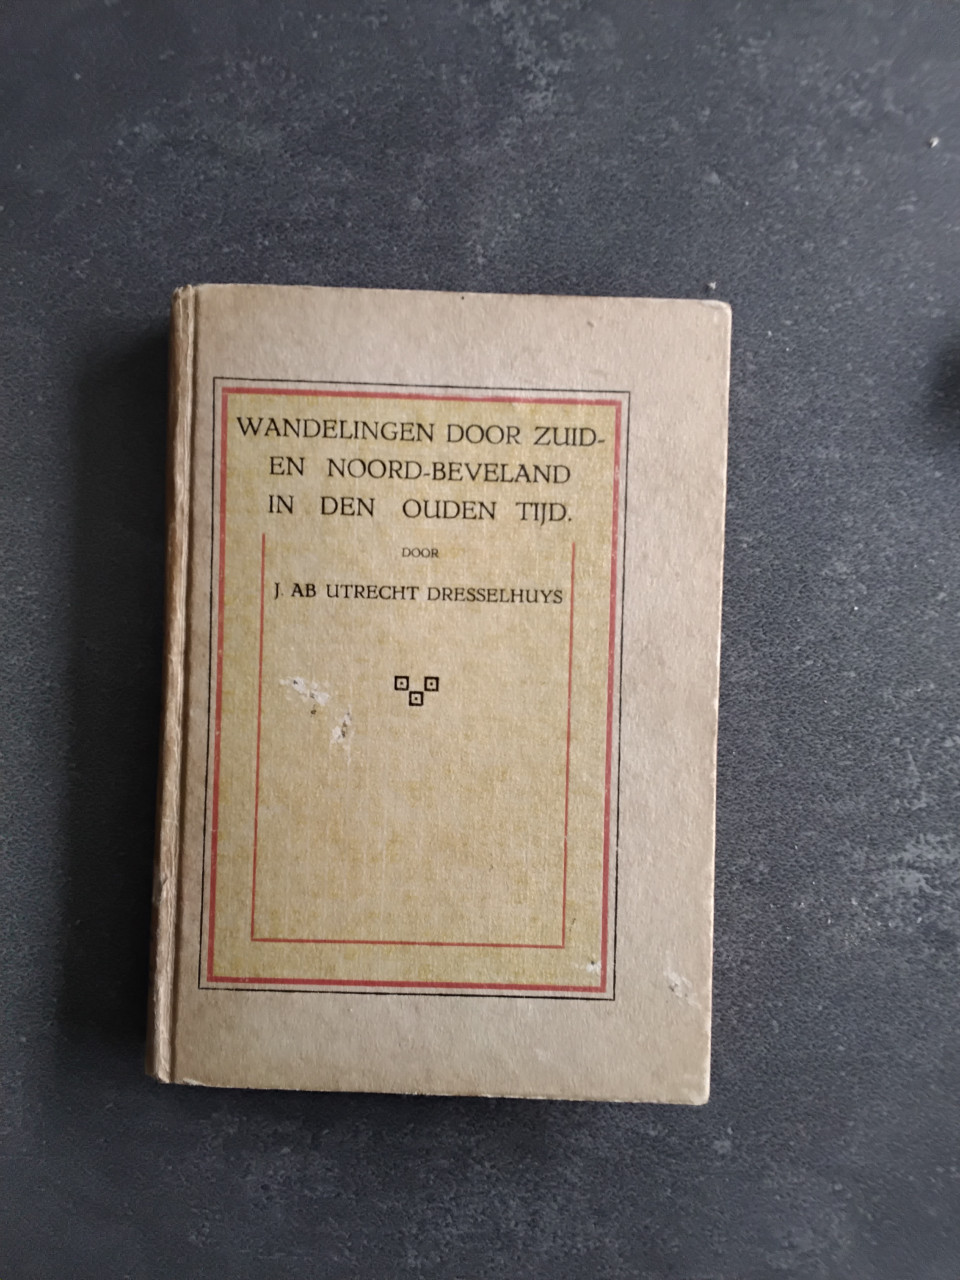 WANDELINGEN DOOR ZUID-
EN NOORD-BEVELAND
IN DEN OUDEN TIJD.
DOOR
J. AB UTRECHT DRESSELHUYS